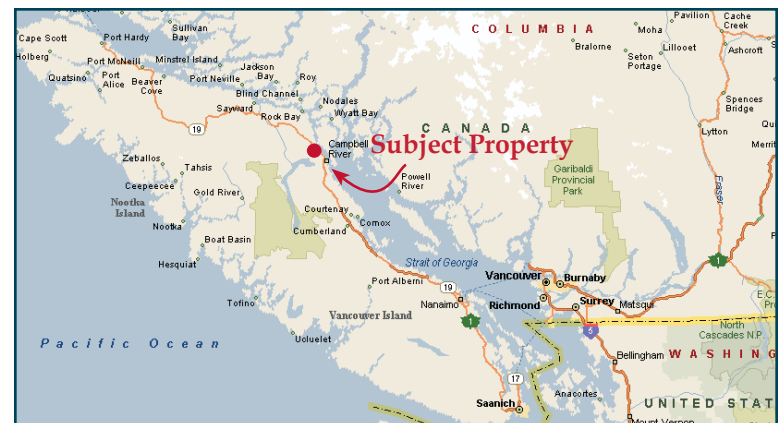 COLUMBIA
Pavilion
Cache
Creek
Sullivan
Bay
Moha
Cape Scott
Port Hardy
Lillooet
Ashcroft
Bralorne
Holberg
Port McNeill
Minstrel Island
Seton
Portage
Jackson
Bay
Roy
Quatsino
Port
Alice
Beaver
Cove
Port Neville
Blind Channel
Nodales
Spences
Bridge
Sayward
Rock Bay
Wyatt Bay
19
CANADA
Lytton
Campbell
River
Subject Property
Merrit
Zeballos
Tahsis
Garibaldi
Provincial
Park
Ceepeecee
Gold River
Powell
River
Fraser
Nootka
Island
Courtenay
Comox
Nootka
Cumberland
Boat Basin
Hesquiat
Strait of Georgia
1
Vancouver
Burnaby
Port Alberni
19
Tofino
Nanaimo
Richmond
Surrey
Matsqui
E.C.
Vancouver Island
1
5
North
Cascades N.P.
Ucluelet
Pacific Ocean
Bellingham
WASHING
17
Anacortes
Saanich
UNITED STAT
Mount Vernon